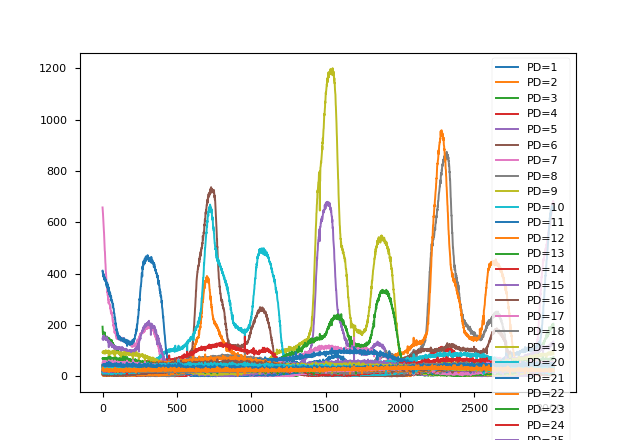 1200
1000
800
600
400
200
0
0
500
1000
1500
2000
2500
PD=1
PD=2
PD=3
PD=4
PD=5
PD=6
PD=7
PD=8
PD=9
PD=10
PD=11
PD=12
PD=13
PD=14
PD=15
PD=16
PD=17
PD=18
PD=19
PD=20
PD=21
PD=22
PD=23
PD=24